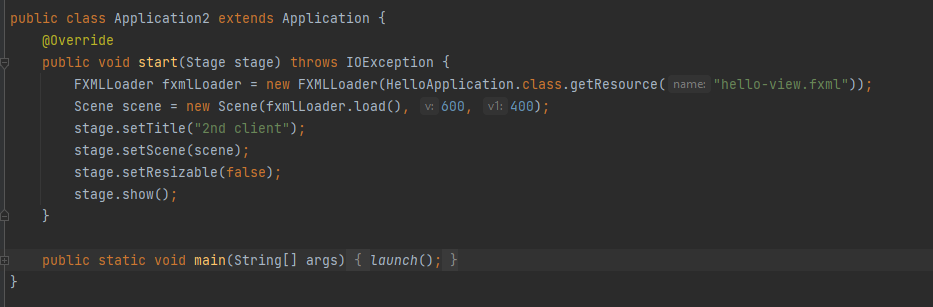 public class Application2 extends Application {
@Override
public void start(Stage stage) throws IOException {
FXMLLoader fxmlLoader = new FXMLLoader(HelloApplication.class.getResource( name: "hello-view.fxml"));
Scene scene = new Scene(fxmlLoader.load(), v: 600, v1: 400);
stage.setTitle("2nd client");
stage.setScene(scene);
stage.setResizable(false);
stage.show();
}
public static void main(String[] args) { launch(); }
}